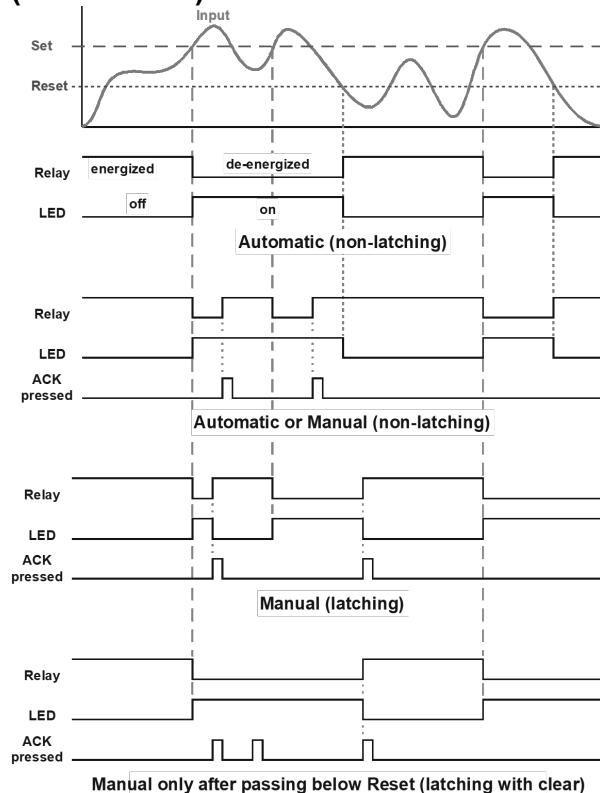 Input
Set
Reset
Relay energized de-energized
LED off on
Automatic (non-latching)
Relay
LED
ACK
pressed
Automatic or Manual (non-latching)
Relay
LED
ACK
pressed
Manual (latching)
Relay
LED
ACK
pressed
Manual only after passing below Reset (latching with clear)